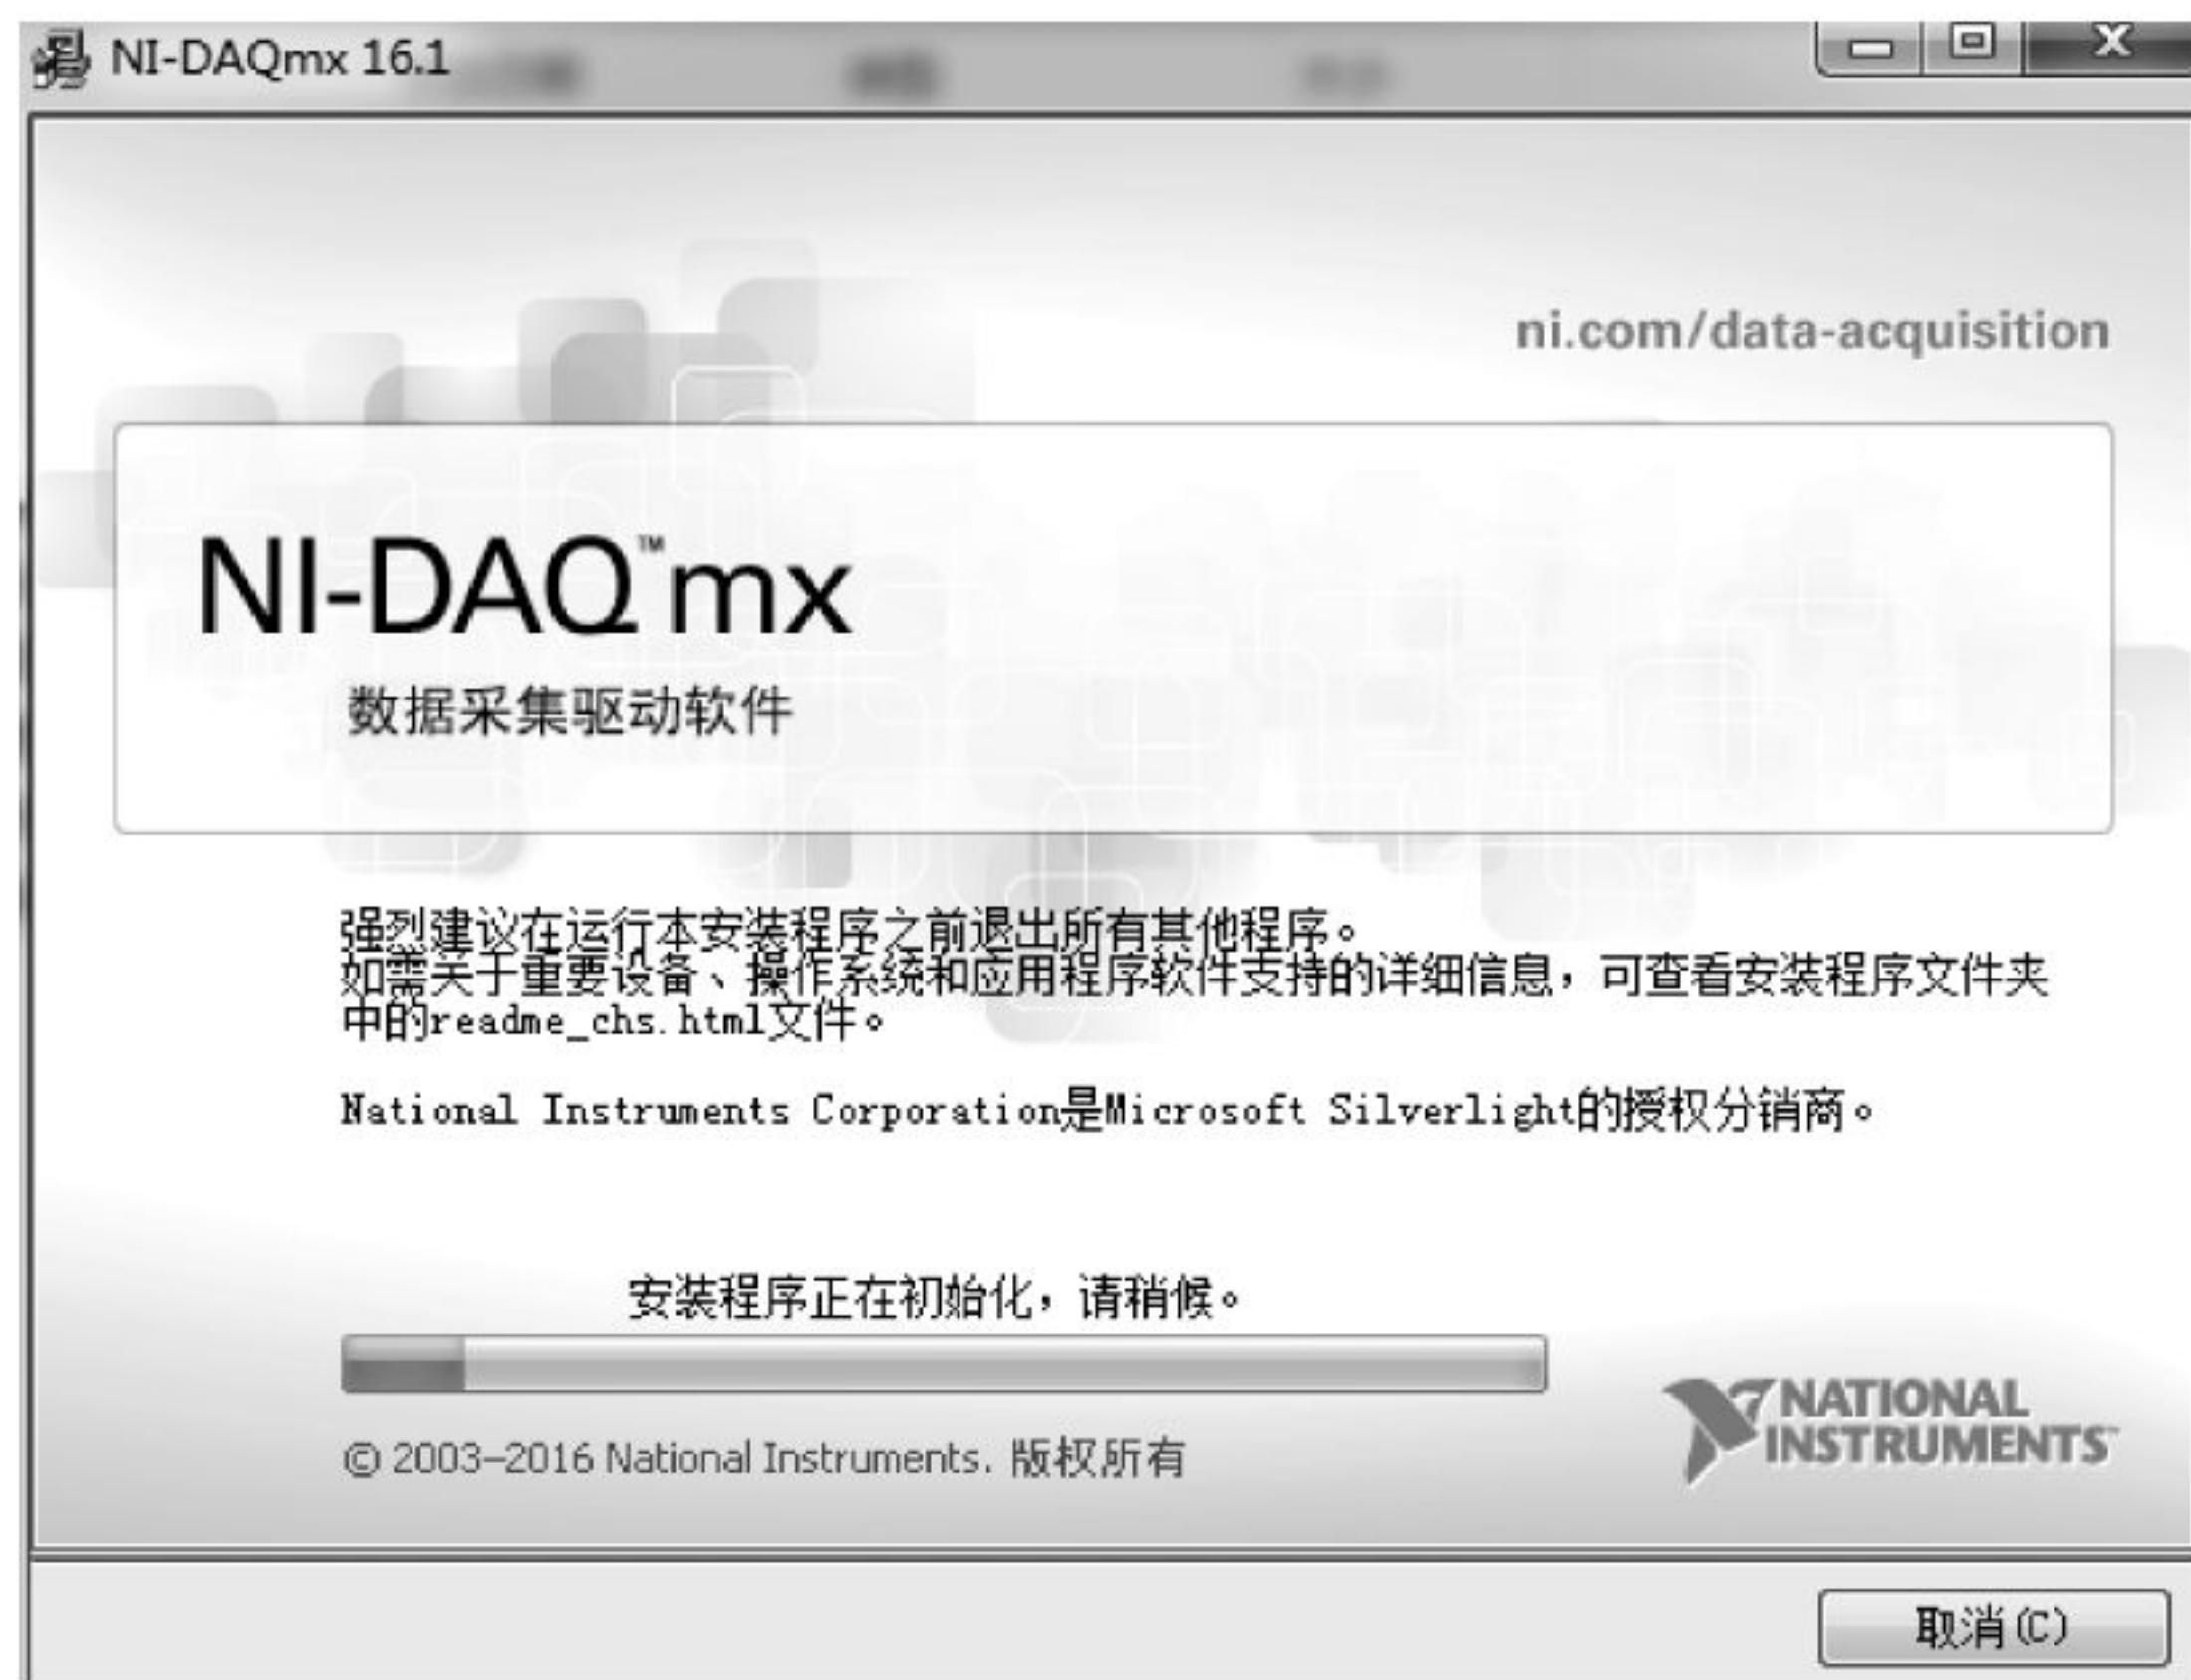 NI-DAQmx 16.1
ni.com/data-acquisition
NI-DAQ™mx
数据采集驱动软件
强烈建议在运行本安装程序之前退出所有其他程序。
如需关于重要设备、操作系统和应用程序软件支持的详细信息，可查看安装程序文件夹
中的readme_chs.html文件。
National Instruments Corporation是Microsoft Silverlight的授权分销商。
安装程序正在初始化，请稍候。
© 2003–2016 National Instruments. 版权所有
NATIONAL
INSTRUMENTS™
取消(C)